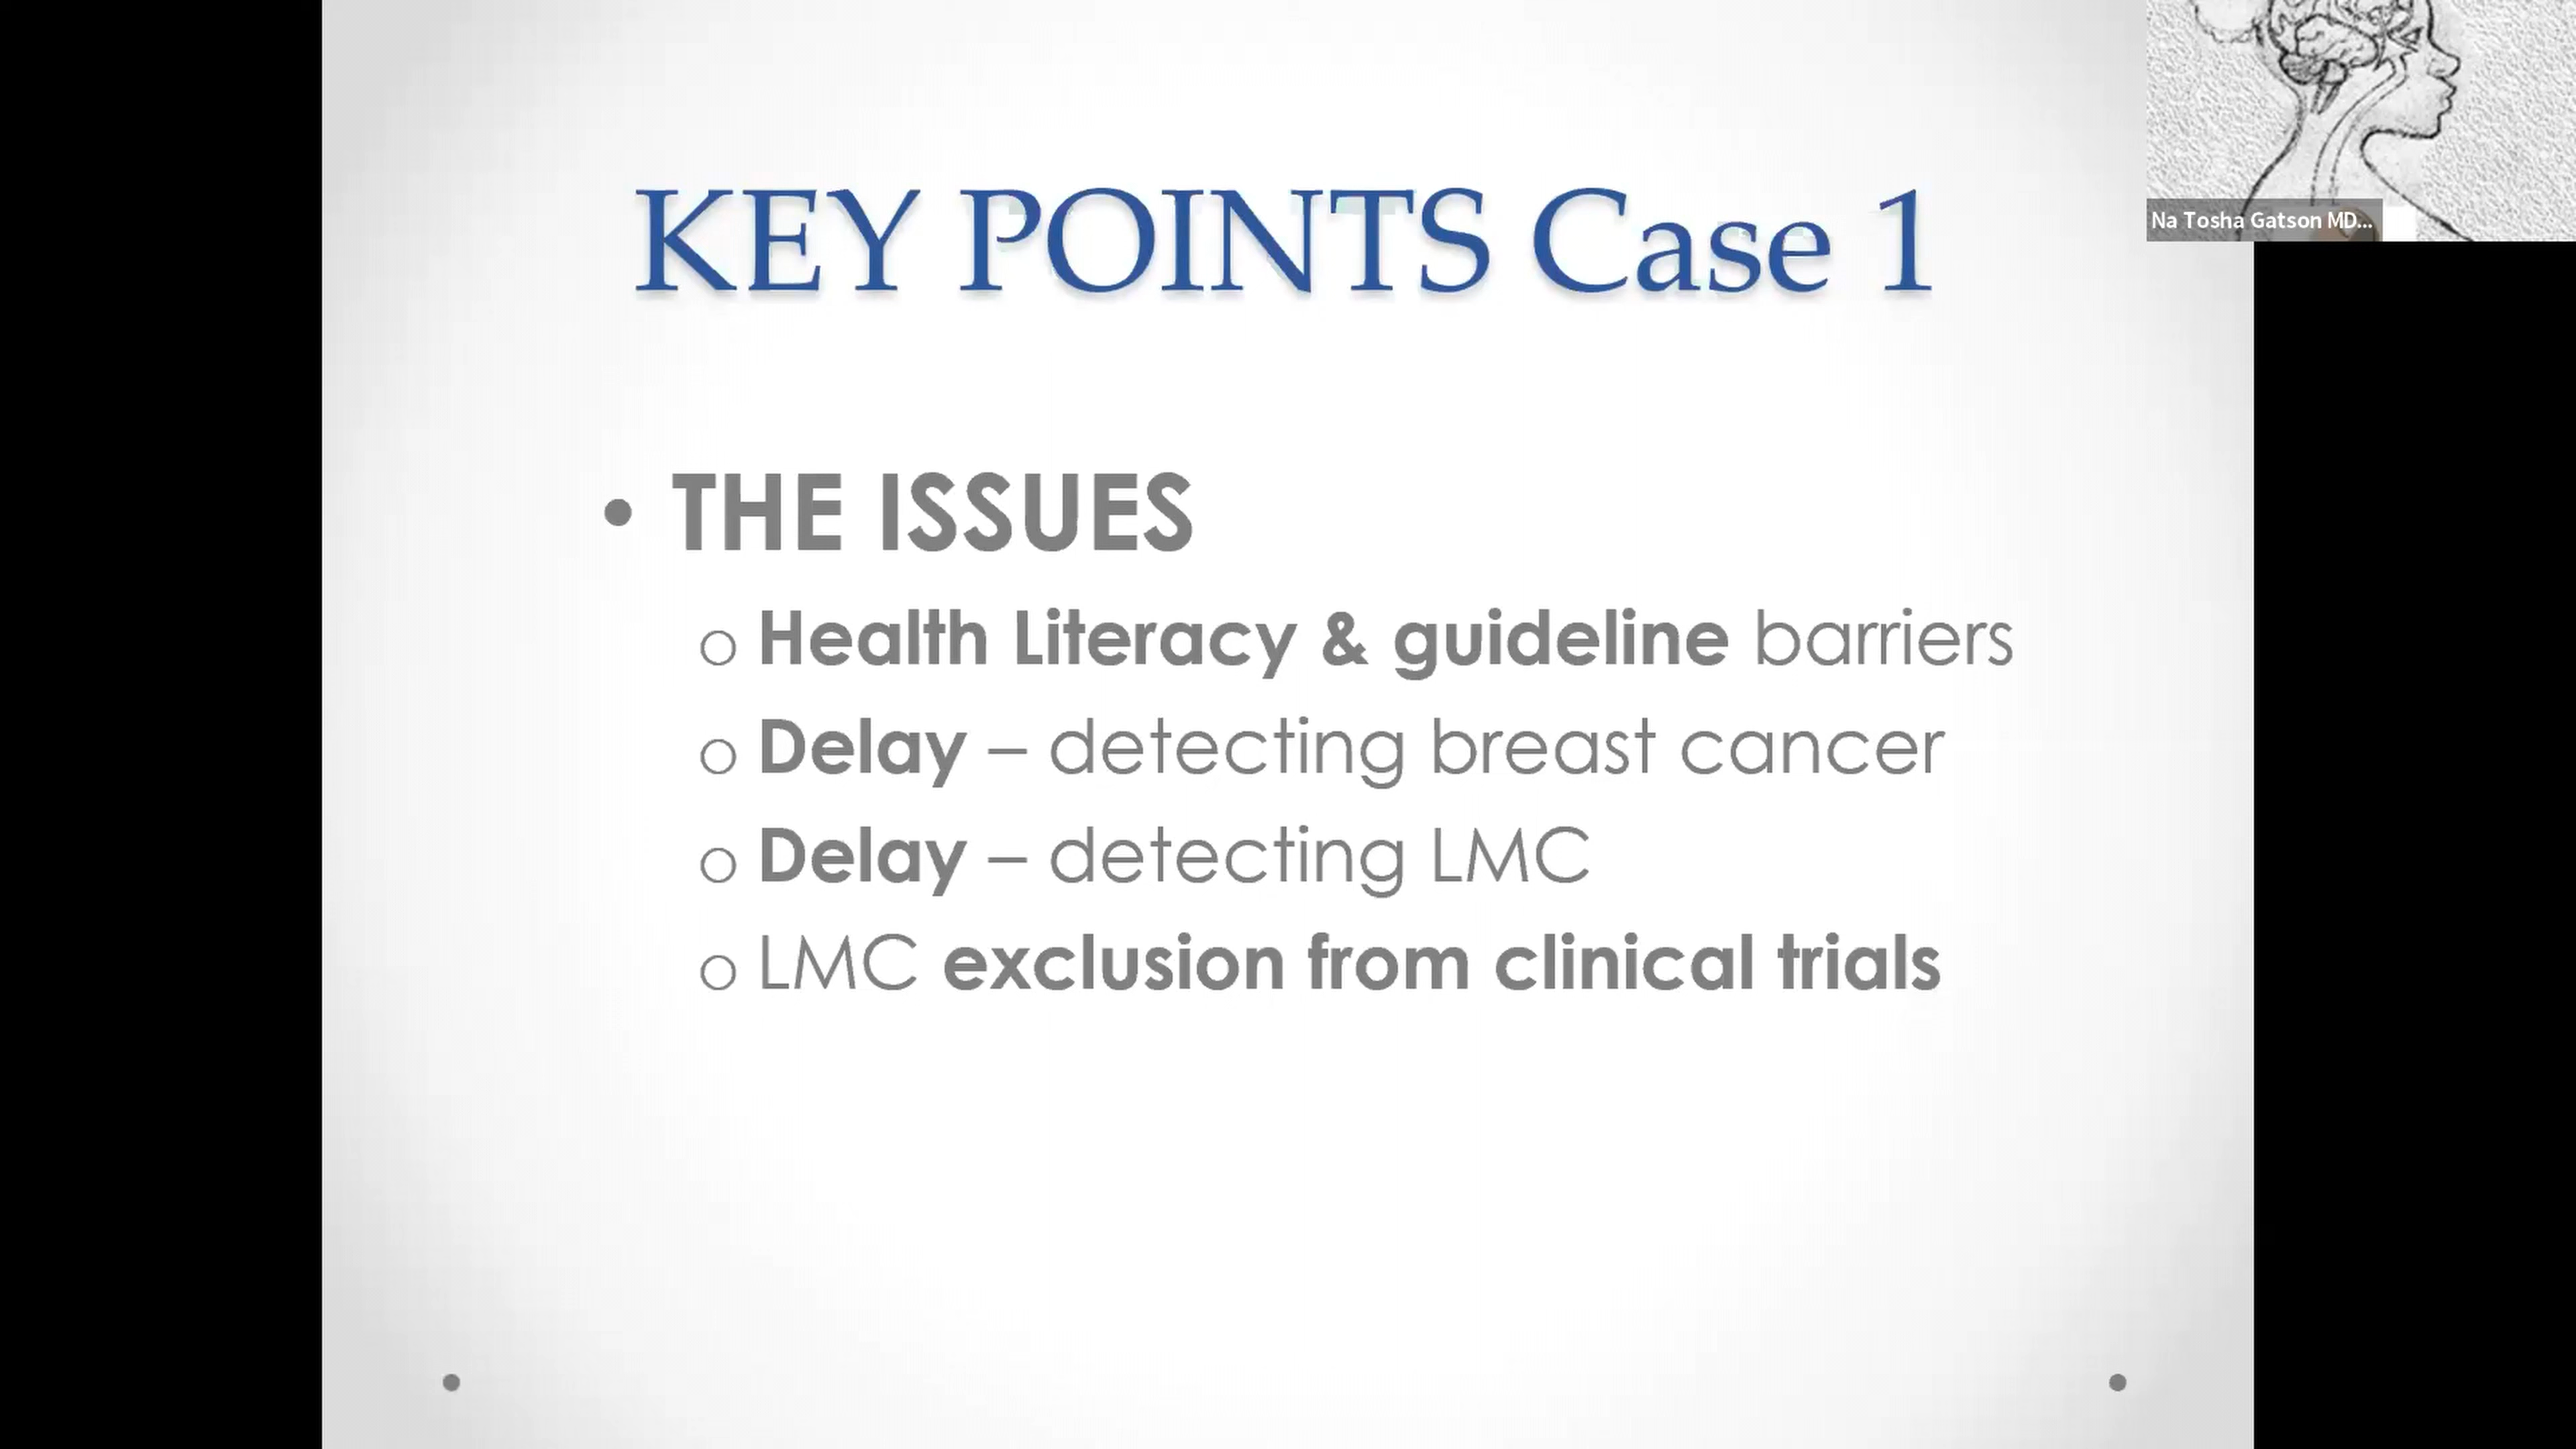 KEY POINTS Case 1
Na Tosha Gatson MD...
• THE ISSUES
o Health Literacy & guideline barriers
o Delay – detecting breast cancer
o Delay – detecting LMC
o LMC exclusion from clinical trials